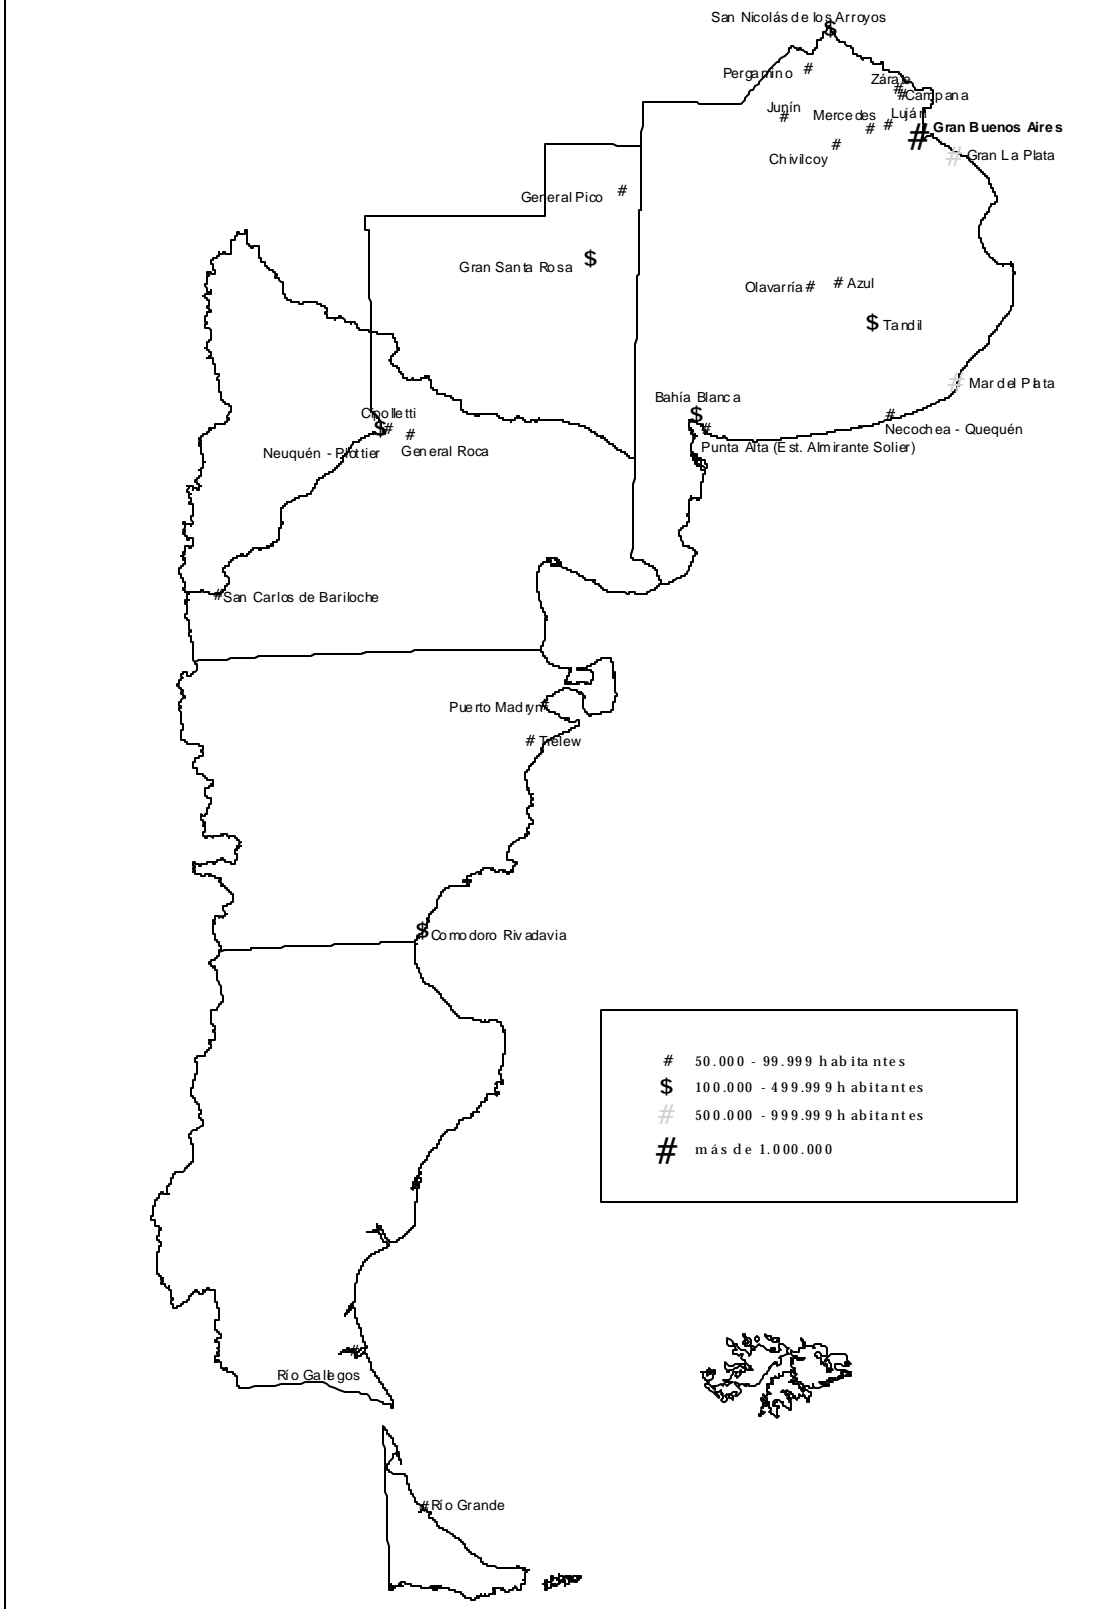 San Nicolás de los Arroyos
$
Pergamino #
Zárate
#
#Campana
Junín
#
Mercedes #
Luján
#
# Gran Buenos Aires
# Gran La Plata
#
Chivilcoy
General Pico #
Gran Santa Rosa $
Olavarría #
# Azul
$ Tandil
# Mar del Plata
Bahía Blanca
$
#
Necochea - Quequén
#
Punta Alta (Est. Almirante Solier)
Cipolletti
$ #
#
Neuquén - Plottier
General Roca
#San Carlos de Bariloche
Puerto Madryn#
# Trelew
$Comodoro Rivadavia
# 50.000 - 99.999 habitantes
$ 100.000 - 499.999 habitantes
# 500.000 - 999.999 habitantes
# más de 1.000.000
#
Río Gallegos
#Río Grande